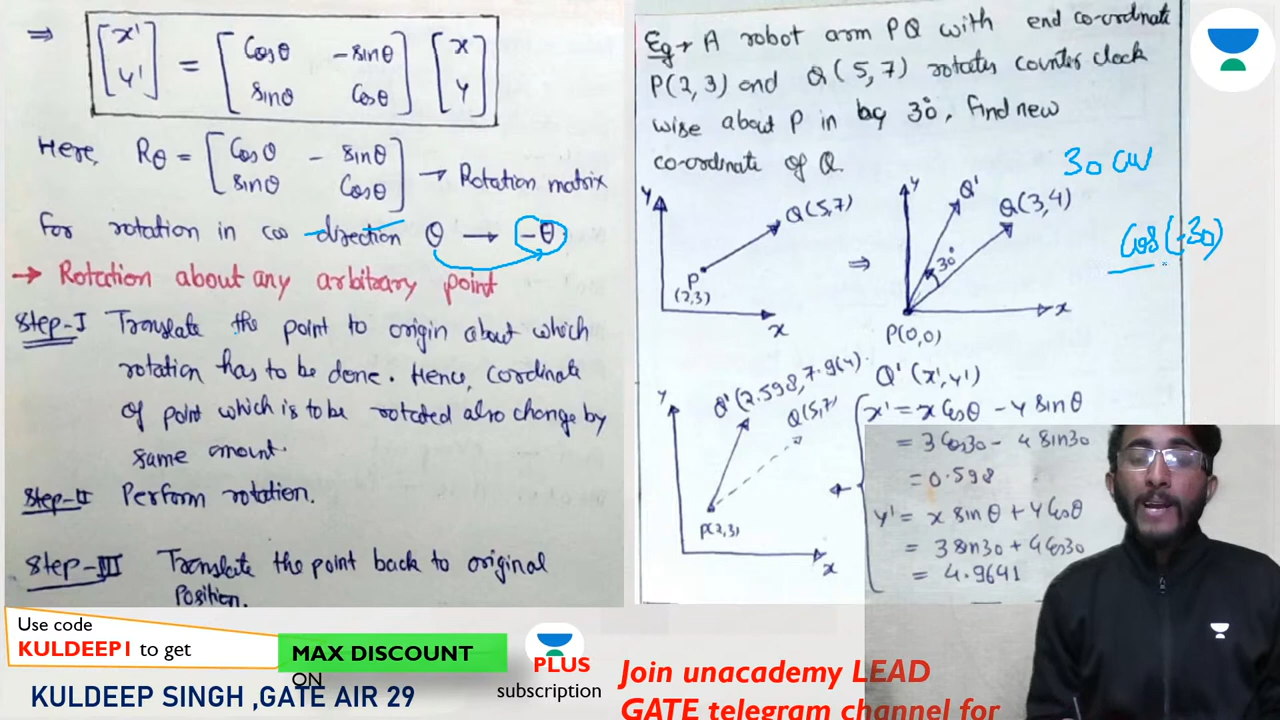 ⇒ [x' y'] = [Cosθ -sinθ sinθ Cosθ] [x y]
Here, Rθ = [Cosθ - sinθ sinθ Cosθ] → Rotation matrix
for rotation in cw direction θ → -θ
→ Rotation about any arbitrary point
Step-I Translate the point to origin about which
rotation has to be done. Hence, cordinate
of point which is to be rotated also change by
same amount.
Step-II Perform rotation.
Step-III Translate the point back to original
Position.
Eg → A robot arm PQ with end co-ordnate
P(2,3) and Q(5,7) rotates counter clock
wise about P in by 30°, find new
co-ordinate of Q.
30 CW
Cos(-30)
y
Q(5,7)
P
(2,3)
x
⇒
y
Q'
Q(3,4)
30°
x
P(0,0)
y
Q'(2.598, 7.964)
Q(5,7)
P(2,3)
x
Q'(x',y')
x' = x Cosθ - y sinθ
= 3 Cos30 - 4 sin30
= 0.598
y' = x sinθ + y Cosθ
= 3 sin30 + 4 Cos30
= 4.9641
Use code
KULDEEP1 to get
MAX DISCOUNT
ON
PLUS
subscription
KULDEEP SINGH ,GATE AIR 29
Join unacademy LEAD
GATE telegram channel for